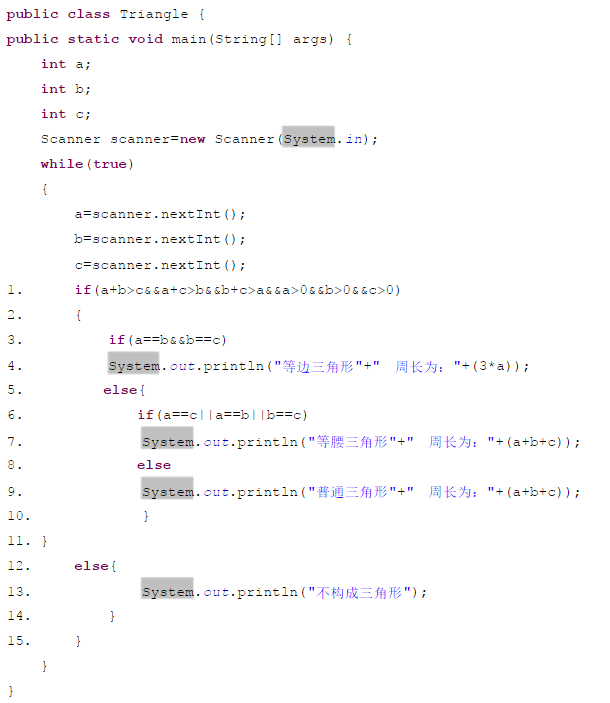 public class Triangle {
public static void main(String[] args) {
int a;
int b;
int c;
Scanner scanner=new Scanner(System.in);
while(true)
{
a=scanner.nextInt();
b=scanner.nextInt();
c=scanner.nextInt();
1. if(a+b>c&&a+c>b&&b+c>a&&a>0&&b>0&&c>0)
2. {
3. if(a==b&&b==c)
4. System.out.println("等边三角形"+" 周长为："+(3*a));
5. else{
6. if(a==c||a==b||b==c)
7. System.out.println("等腰三角形"+" 周长为："+(a+b+c));
8. else
9. System.out.println("普通三角形"+" 周长为："+(a+b+c));
10. }
11. }
12. else{
13. System.out.println("不构成三角形");
14. }
15. }
}
}